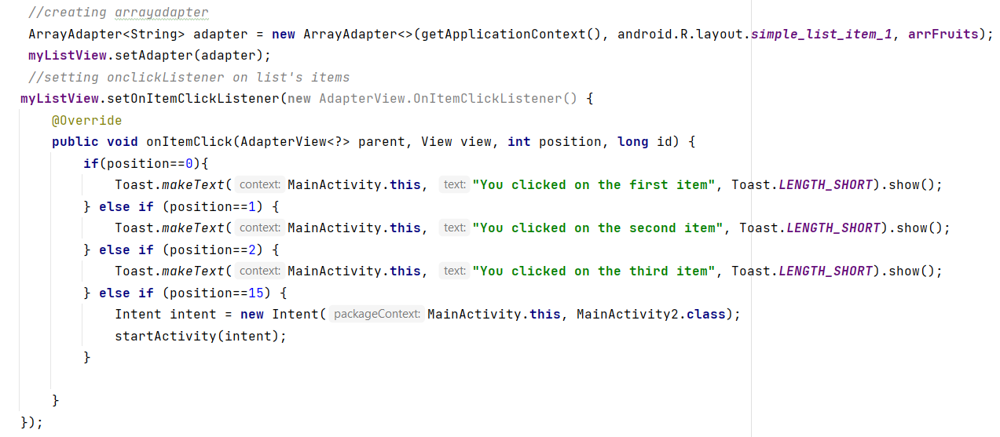 //creating arrayadapter
ArrayAdapter<String> adapter = new ArrayAdapter<>(getApplicationContext(), android.R.layout.simple_list_item_1, arrFruits);
myListView.setAdapter(adapter);
//setting onclickListener on list's items
myListView.setOnItemClickListener(new AdapterView.OnItemClickListener() {
@Override
public void onItemClick(AdapterView<?> parent, View view, int position, long id) {
if(position==0){
Toast.makeText( context: MainActivity.this, text: "You clicked on the first item", Toast.LENGTH_SHORT).show();
} else if (position==1) {
Toast.makeText( context: MainActivity.this, text: "You clicked on the second item", Toast.LENGTH_SHORT).show();
} else if (position==2) {
Toast.makeText( context: MainActivity.this, text: "You clicked on the third item", Toast.LENGTH_SHORT).show();
} else if (position==15) {
Intent intent = new Intent( packageContext: MainActivity.this, MainActivity2.class);
startActivity(intent);
}
}
});